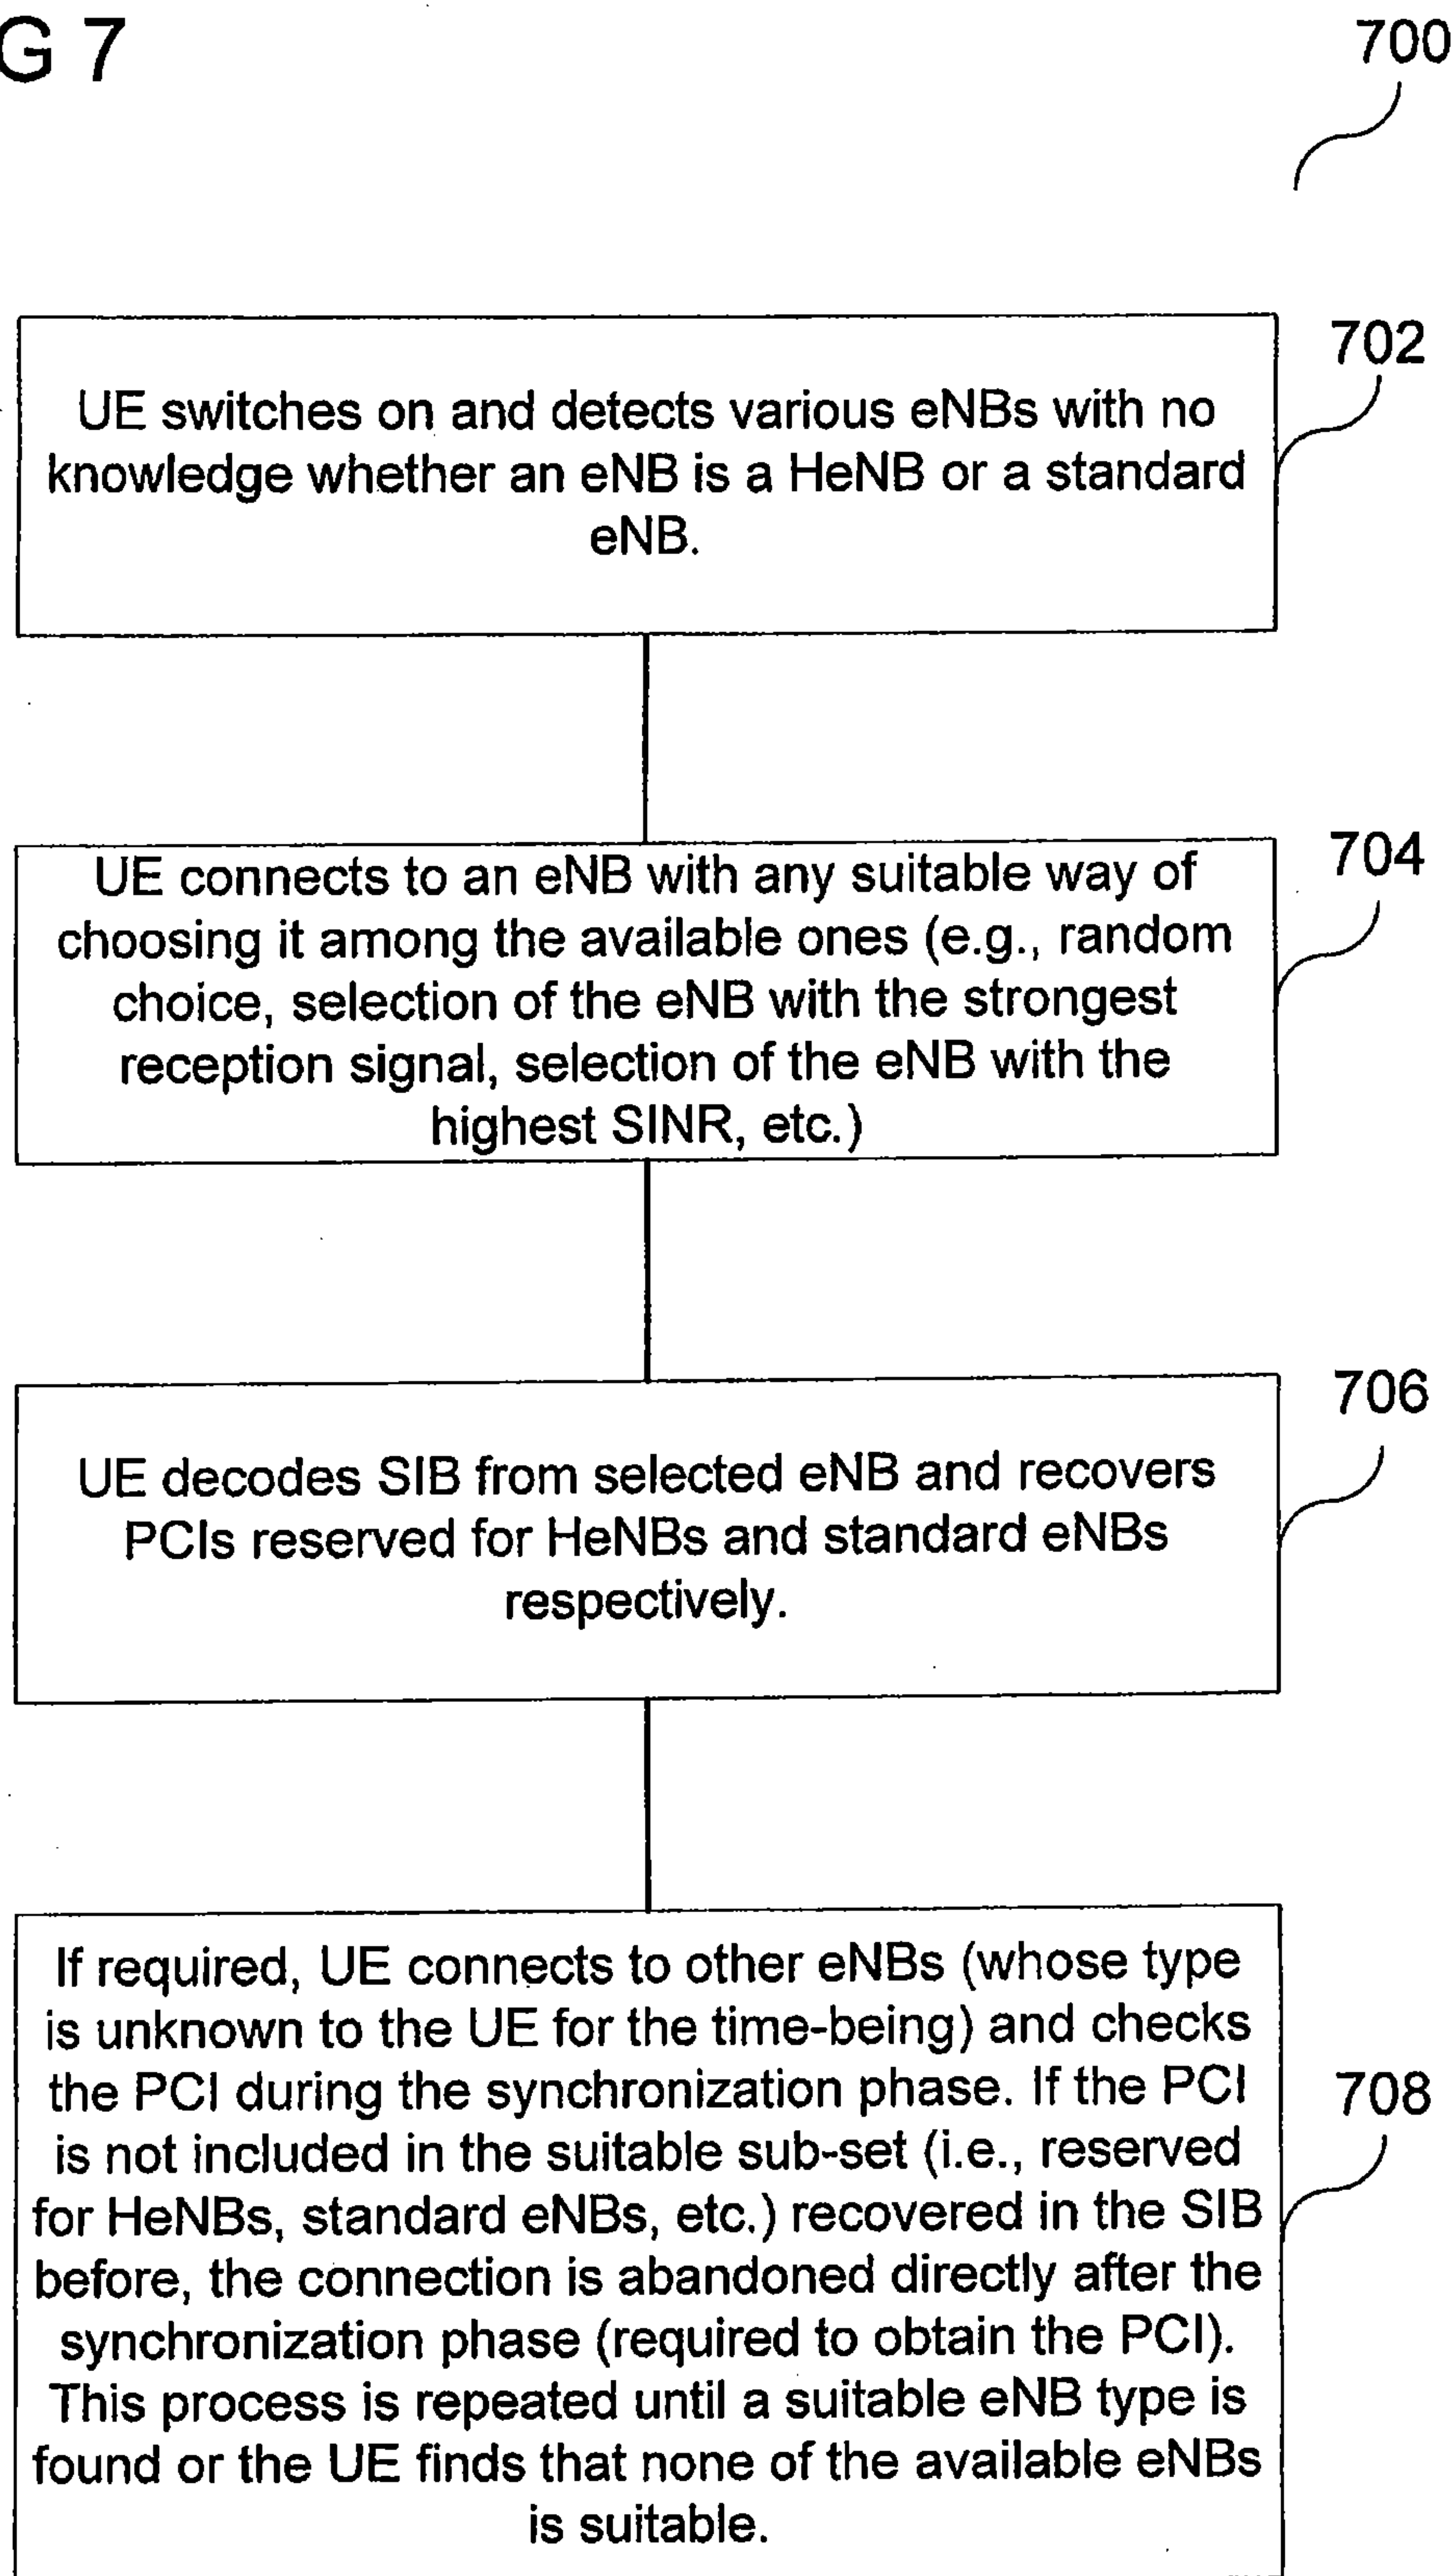 G 7
700
702
UE switches on and detects various eNBs with no
knowledge whether an eNB is a HeNB or a standard
eNB.
704
UE connects to an eNB with any suitable way of
choosing it among the available ones (e.g., random
choice, selection of the eNB with the strongest
reception signal, selection of the eNB with the
highest SINR, etc.)
706
UE decodes SIB from selected eNB and recovers
PCIs reserved for HeNBs and standard eNBs
respectively.
708
If required, UE connects to other eNBs (whose type
is unknown to the UE for the time-being) and checks
the PCI during the synchronization phase. If the PCI
is not included in the suitable sub-set (i.e., reserved
for HeNBs, standard eNBs, etc.) recovered in the SIB
before, the connection is abandoned directly after the
synchronization phase (required to obtain the PCI).
This process is repeated until a suitable eNB type is
found or the UE finds that none of the available eNBs
is suitable.